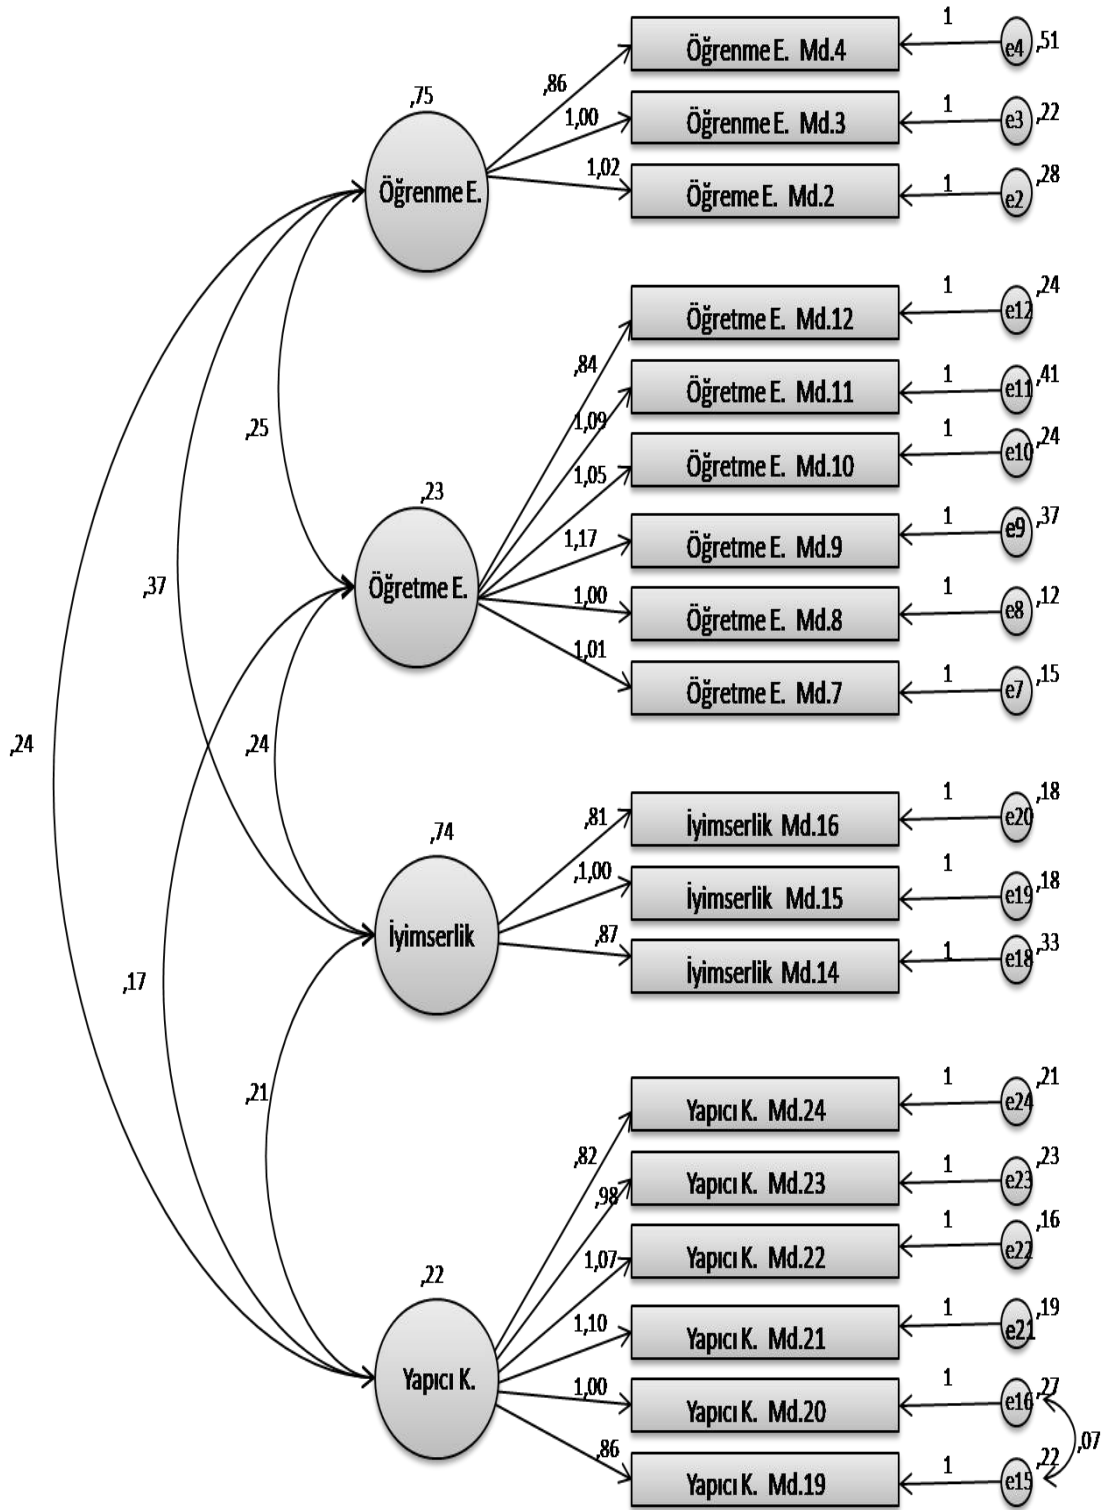 ,75
Öğrenme E.
,86
1,00
1,02
Öğrenme E. Md.4
1
e4
,51
Öğrenme E. Md.3
1
e3
,22
Öğreme E. Md.2
1
e2
,28
,25
,37
,24
,23
Öğretme E.
,84
1,09
1,05
1,17
1,00
1,01
Öğretme E. Md.12
1
e12
,24
Öğretme E. Md.11
1
e11
,41
Öğretme E. Md.10
1
e10
,24
Öğretme E. Md.9
1
e9
,37
Öğretme E. Md.8
1
e8
,12
Öğretme E. Md.7
1
e7
,15
,24
,17
,74
İyimserlik
,81
,1,00
,87
İyimserlik Md.16
1
e20
,18
İyimserlik Md.15
1
e19
,18
İyimserlik Md.14
1
e18
,33
,21
,22
Yapıcı K.
,82
,98
1,07
1,10
1,00
,86
Yapıcı K. Md.24
1
e24
,21
Yapıcı K. Md.23
1
e23
,23
Yapıcı K. Md.22
1
e22
,16
Yapıcı K. Md.21
1
e21
,19
Yapıcı K. Md.20
1
e16
,27
Yapıcı K. Md.19
1
e15
,22
,07